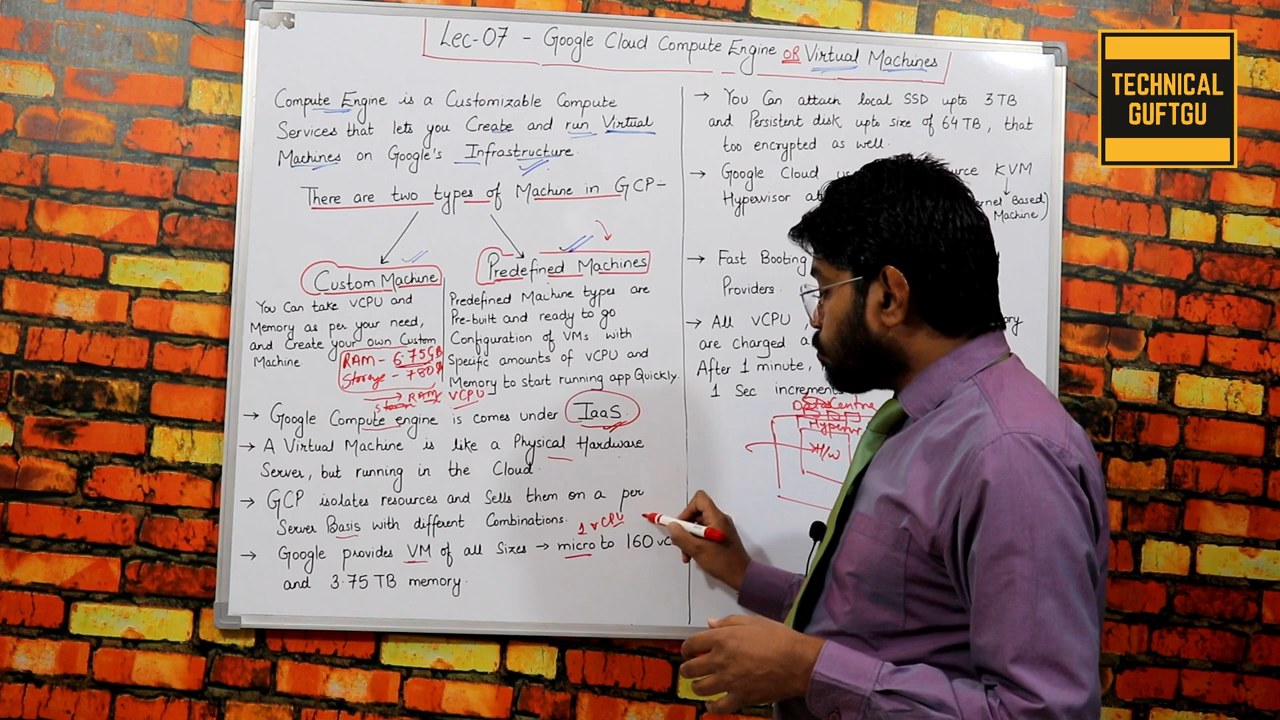 Lec-07 - Google Cloud Compute Engine OR Virtual Machines
TECHNICAL
GUFTGU
Compute Engine is a Customizable Compute
Services that lets you Create and run Virtual
Machines on Google's Infrastructure.
There are two types of Machine in GCP-
Custom Machine
You Can take vCPU and
Memory as per your need,
and Create your own Custom
Machine
RAM - 6.75GB
Storage - 780
RAM vCPU
Predefined Machines
Predefined Machine types are
Pre-built and ready to go
Configuration of VMs with
Specific amounts of vCPU and
Memory to start running app Quickly.
→ Google Compute engine is comes under IaaS.
→ A Virtual Machine is like a Physical Hardware
Server, but running in the Cloud.
→ GCP isolates resources and Sells them on a per
Server Basis with different Combinations.
1 vCPU
→ Google provides VM of all Sizes → micro to 160 vC
and 3.75 TB memory.
→ You Can attach local SSD upto 3TB
and Persistent disk upto size of 64 TB, that
too encrypted as well.
→ Google Cloud KVM
Hypervisor Based
Machine)
→ Fast Booting
Providers.
→ All vCPU
are charged
After 1 minute,
1 Sec increments
Data Centre
H/W